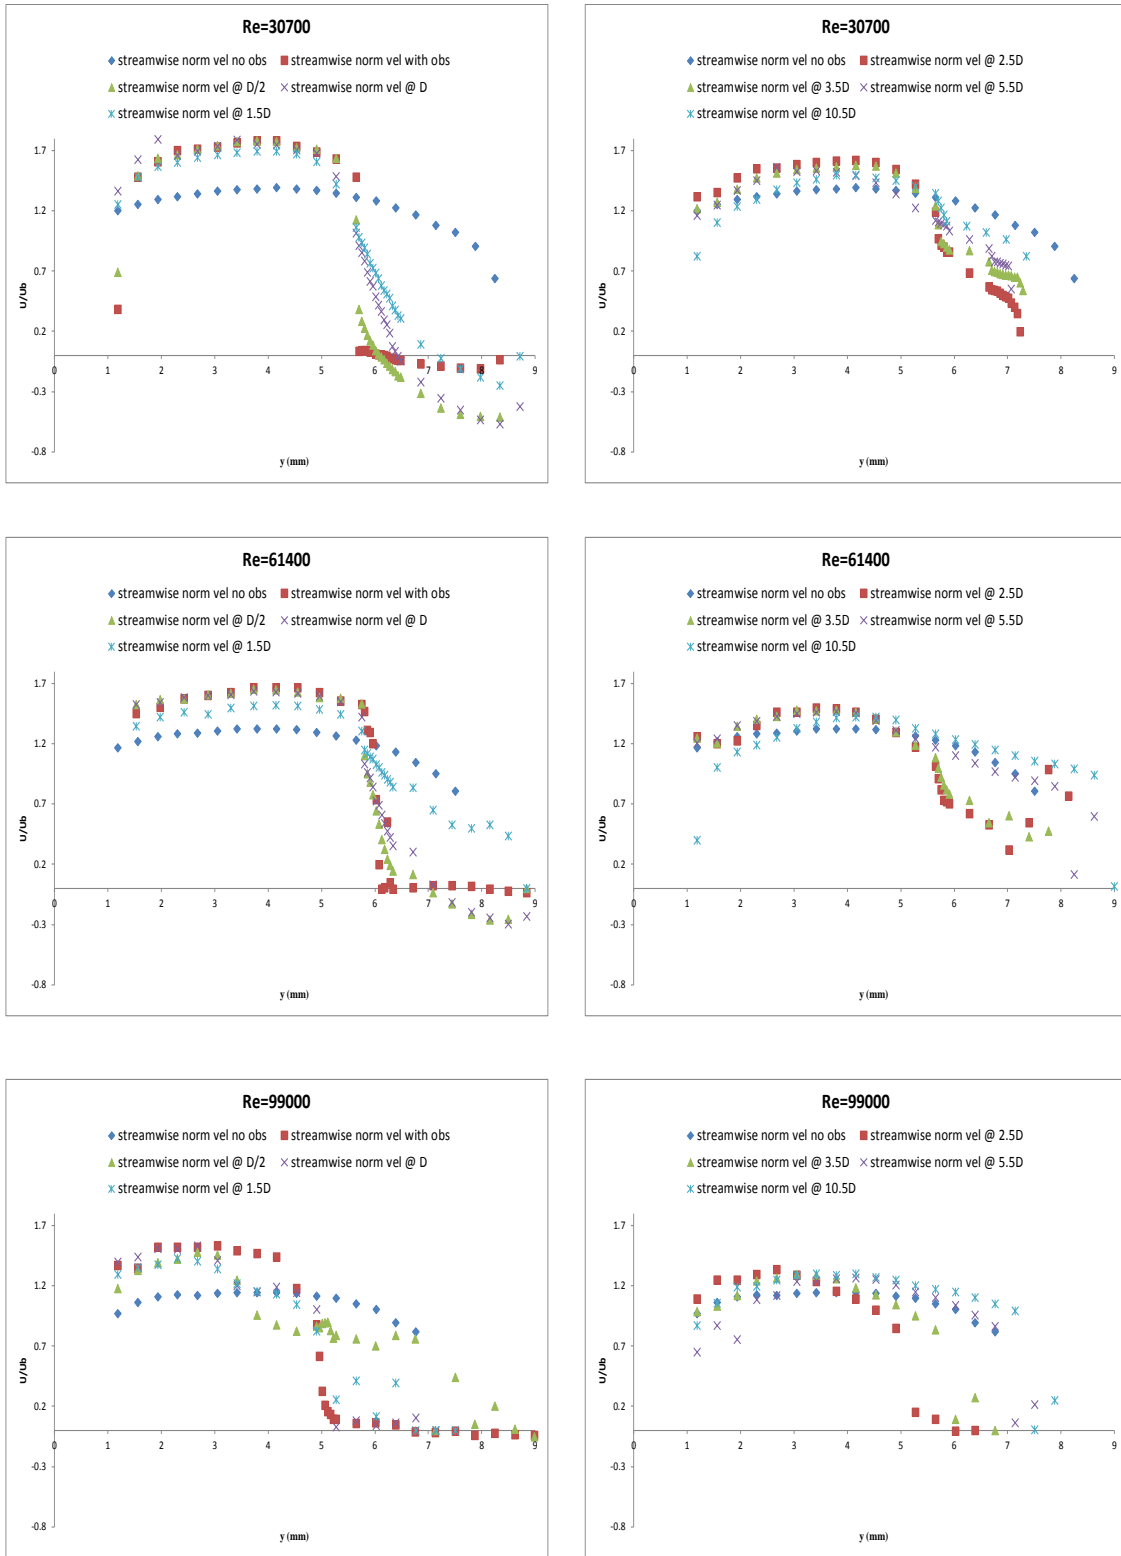 Re=30700
streamwise norm vel no obs streamwise norm vel with obs
streamwise norm vel @ D/2 streamwise norm vel @ D
streamwise norm vel @ 1.5D
1.7
1.2
0.7
0.2
-0.3
-0.8
U/Ub
0 1 2 3 4 5 6 7 8 9
y (mm)
Re=30700
streamwise norm vel no obs streamwise norm vel @ 2.5D
streamwise norm vel @ 3.5D streamwise norm vel @ 5.5D
streamwise norm vel @ 10.5D
1.7
1.2
0.7
0.2
-0.3
-0.8
U/Ub
0 1 2 3 4 5 6 7 8 9
y (mm)
Re=61400
streamwise norm vel no obs streamwise norm vel with obs
streamwise norm vel @ D/2 streamwise norm vel @ D
streamwise norm vel @ 1.5D
1.7
1.2
0.7
0.2
-0.3
-0.8
U/Ub
0 1 2 3 4 5 6 7 8 9
y (mm)
Re=61400
streamwise norm vel no obs streamwise norm vel @ 2.5D
streamwise norm vel @ 3.5D streamwise norm vel @ 5.5D
streamwise norm vel @ 10.5D
1.7
1.2
0.7
0.2
-0.3
-0.8
U/Ub
0 1 2 3 4 5 6 7 8 9
y (mm)
Re=99000
streamwise norm vel no obs streamwise norm vel with obs
streamwise norm vel @ D/2 streamwise norm vel @ D
streamwise norm vel @ 1.5D
1.7
1.2
0.7
0.2
-0.3
-0.8
U/Ub
0 1 2 3 4 5 6 7 8 9
y (mm)
Re=99000
streamwise norm vel no obs streamwise norm vel @ 2.5D
streamwise norm vel @ 3.5D streamwise norm vel @ 5.5D
streamwise norm vel @ 10.5D
1.7
1.2
0.7
0.2
-0.3
-0.8
U/Ub
0 1 2 3 4 5 6 7 8 9
y (mm)